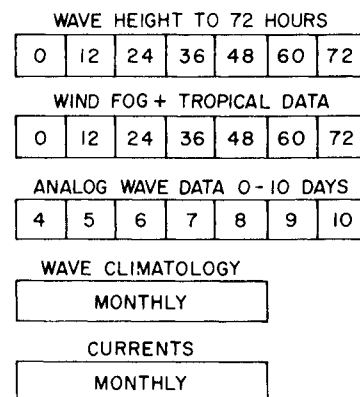 WAVE HEIGHT TO 72 HOURS
0 12 24 36 48 60 72
WIND FOG + TROPICAL DATA
0 12 24 36 48 60 72
ANALOG WAVE DATA 0-10 DAYS
4 5 6 7 8 9 10
WAVE CLIMATOLOGY
MONTHLY
CURRENTS
MONTHLY